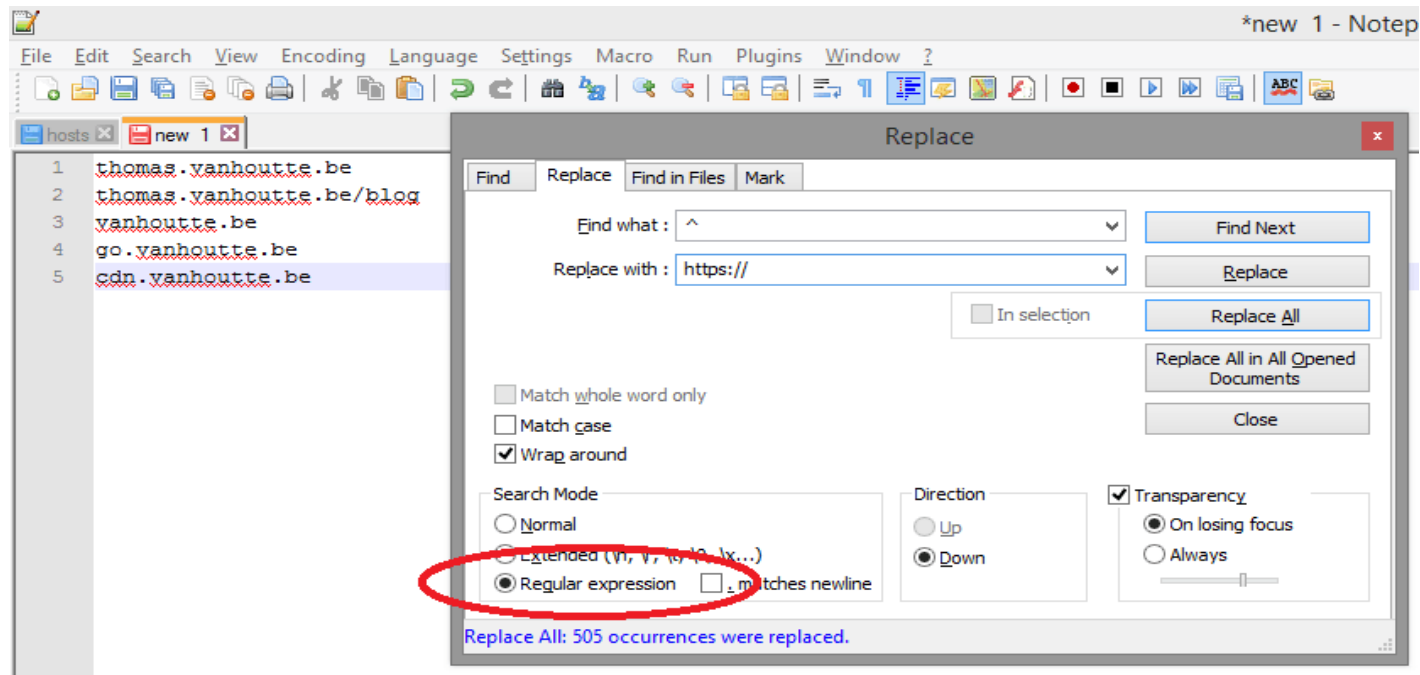 *new 1 - Notep
File Edit Search View Encoding Language Settings Macro Run Plugins Window ?
ABC
hosts new 1
Replace
x
1 thomas.vanhoutte.be
2 thomas.vanhoutte.be/blog
3 vanhoutte.be
4 go.vanhoutte.be
5 cdn.vanhoutte.be
Find Replace Find in Files Mark
Find what : ^ Find Next
Replace with : https:// Replace
In selection Replace All
Replace All in All Opened
Documents
Match whole word only
Match case Close
Wrap around
Search Mode Direction Transparency
Normal Up On losing focus
Extended (\n, \r, \t, \0, \x...) Down Always
Regular expression . matches newline
Replace All: 505 occurrences were replaced.